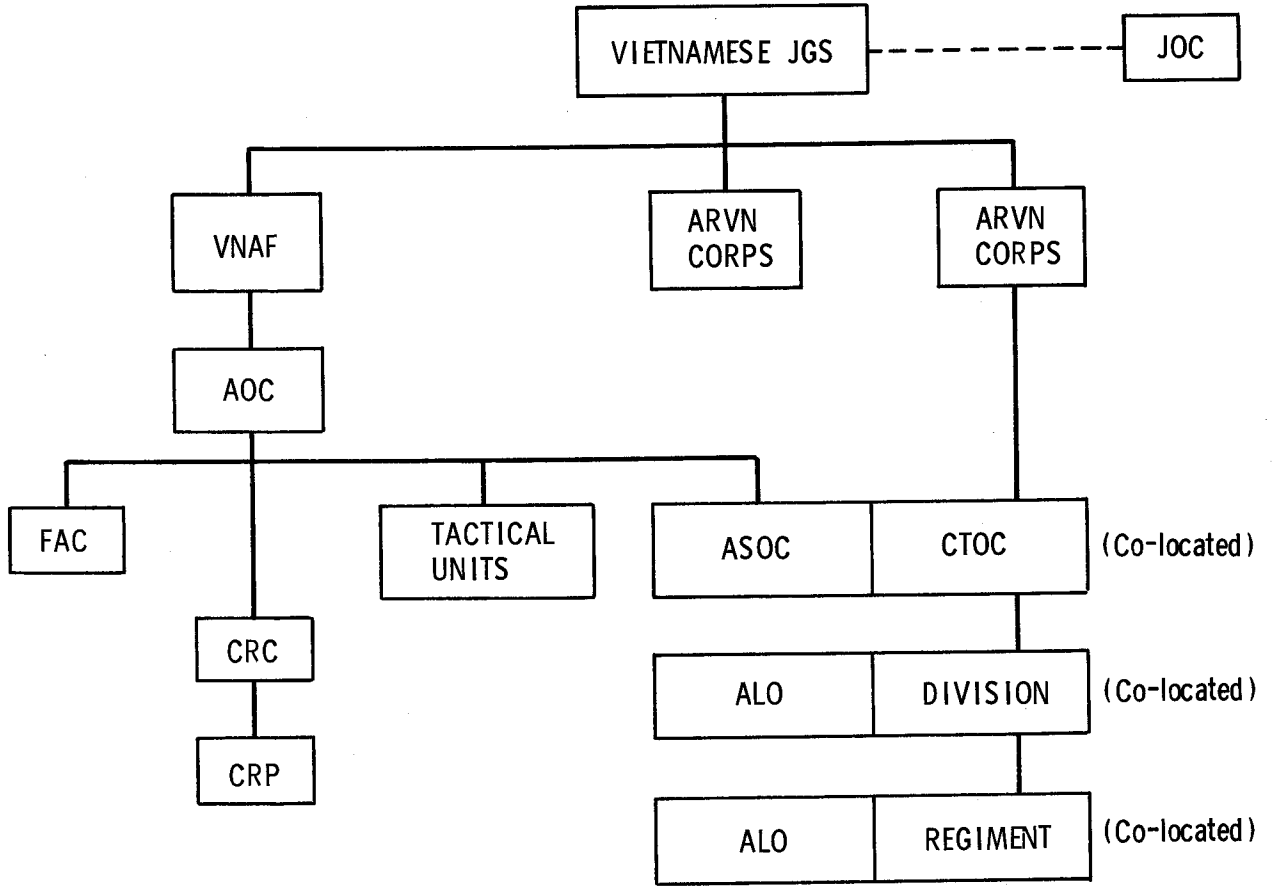 VIETNAMESE JGS
JOC
VNAF
ARVN
CORPS
ARVN
CORPS
AOC
FAC
TACTICAL
UNITS
ASOC
CTOC
(Co-located)
CRC
ALO
DIVISION
(Co-located)
CRP
ALO
REGIMENT
(Co-located)